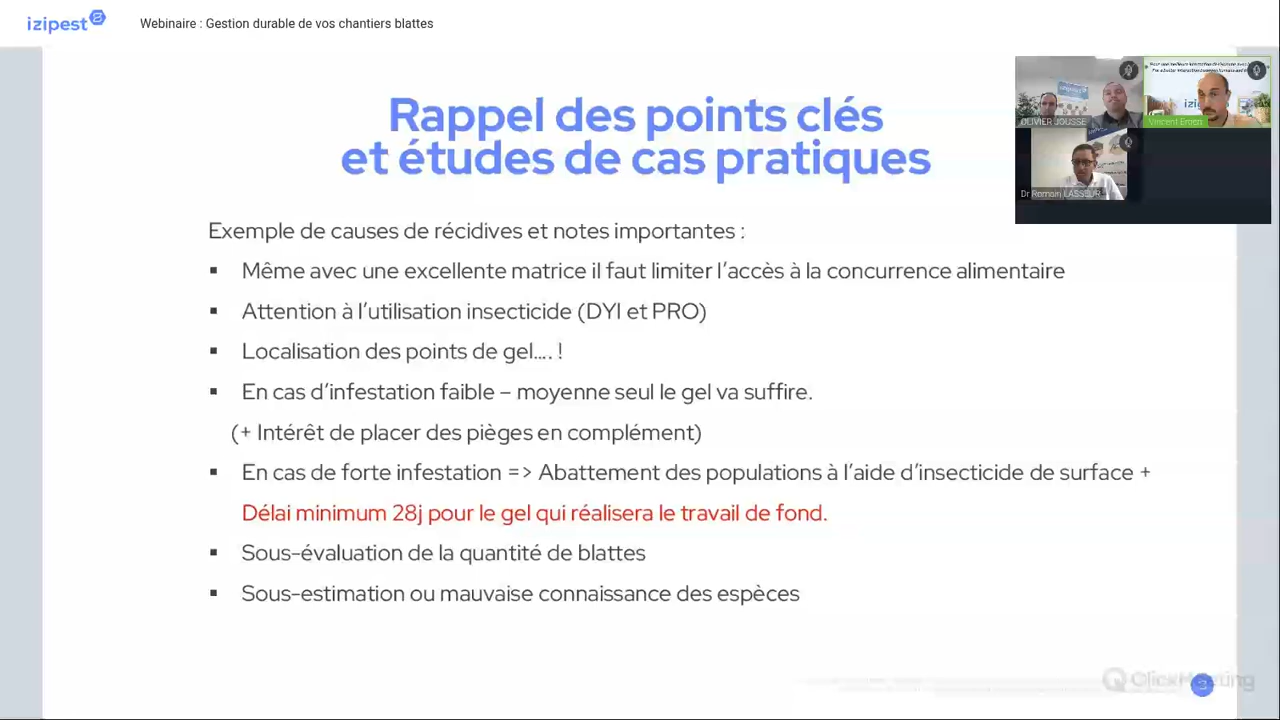 izipest
Webinaire : Gestion durable de vos chantiers blattes
Rappel des points clés
et études de cas pratiques
OLIVIER JOUSSE
izi
Dr Romain LASSEUR
Exemple de causes de récidives et notes importantes :
▪ Même avec une excellente matrice il faut limiter l'accès à la concurrence alimentaire
▪ Attention à l'utilisation insecticide (DYI et PRO)
▪ Localisation des points de gel…. !
▪ En cas d'infestation faible – moyenne seul le gel va suffire.
(+ Intérêt de placer des pièges en complément)
▪ En cas de forte infestation => Abattement des populations à l'aide d'insecticide de surface +
Délai minimum 28j pour le gel qui réalisera le travail de fond.
▪ Sous-évaluation de la quantité de blattes
▪ Sous-estimation ou mauvaise connaissance des espèces
ClickMeeting